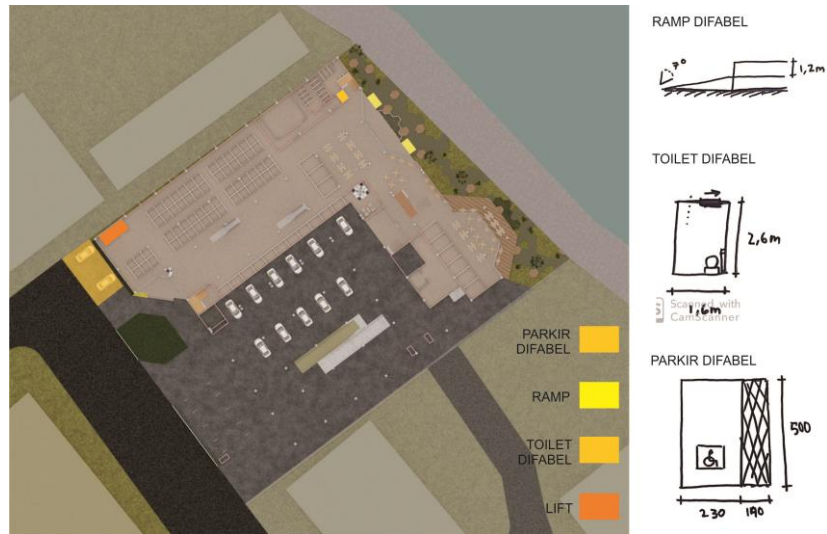 RAMP DIFABEL
7°
1,2m
TOILET DIFABEL
2,6m
1,6m
Scanned with
CamScanner
PARKIR DIFABEL
500
230
190
PARKIR
DIFABEL
RAMP
TOILET
DIFABEL
LIFT